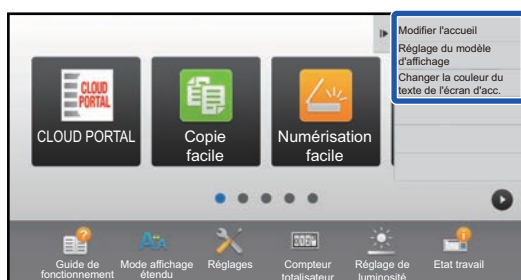 Modifier l'accueil
Réglage du modèle
d'affichage
Changer la couleur du
texte de l'écran d'acc.
CLOUD
PORTAL
CLOUD PORTAL
Copie
facile
Numérisation
facile
Guide de
fonctionnement
Mode affichage
étendu
Réglages
Compteur
totalisateur
Réglage de
luminosité
Etat travail